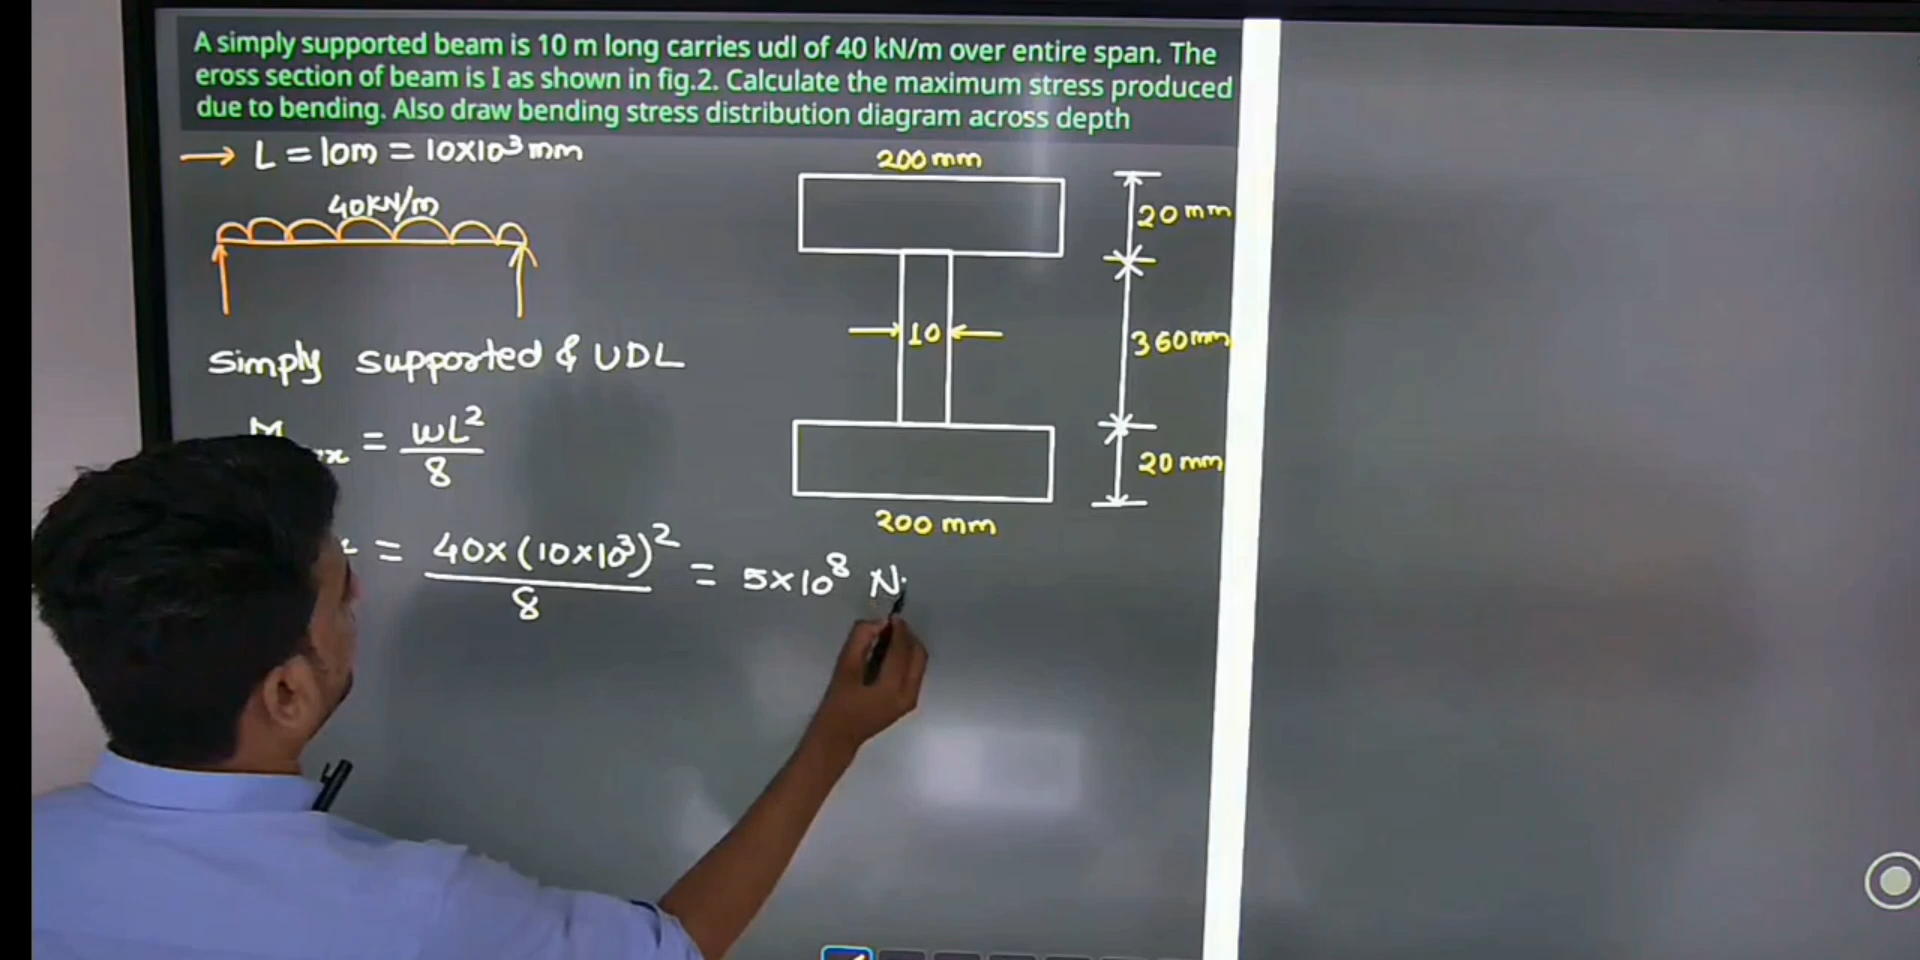 A simply supported beam is 10 m long carries udl of 40 kN/m over entire span. The
eross section of beam is I as shown in fig.2. Calculate the maximum stress produced
due to bending. Also draw bending stress distribution diagram across depth
→ L = 10m = 10×10³ mm
200 mm
40KN/m
20 mm
10
360mm
Simply supported & UDL
= wL²/8
20 mm
200 mm
= 40×(10×10³)²/8 = 5×10⁸ N.